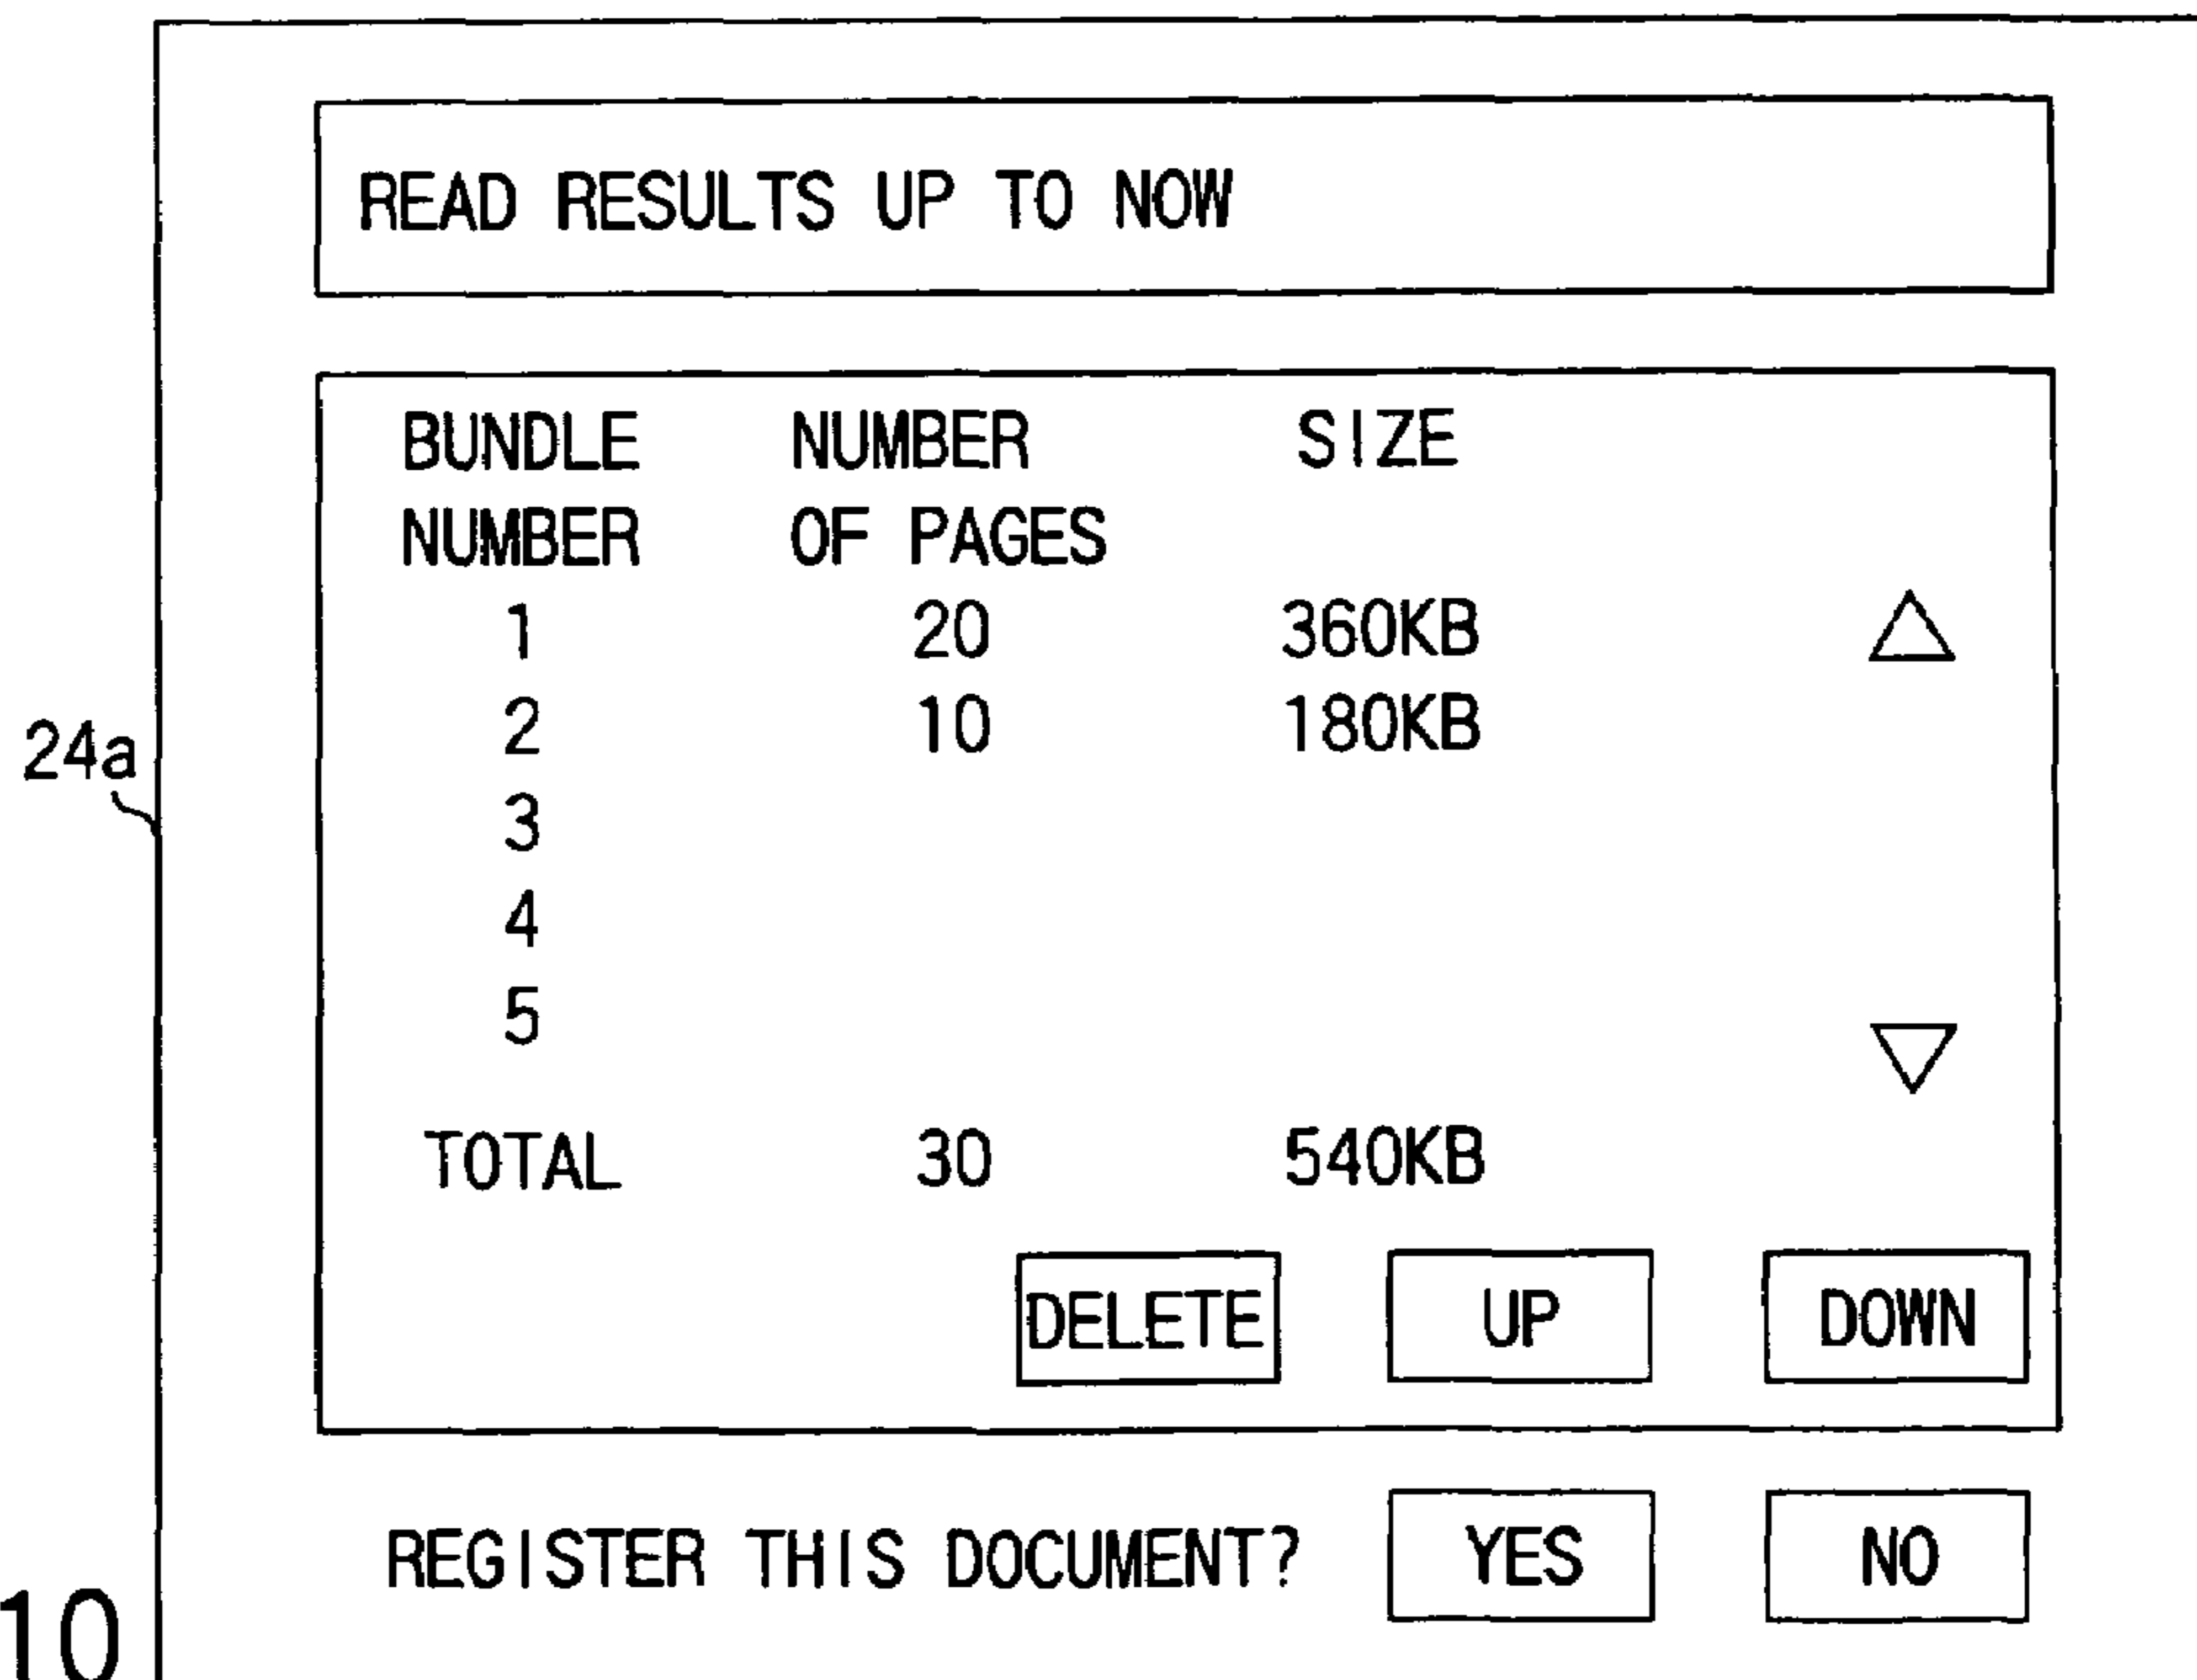 READ RESULTS UP TO NOW
BUNDLE NUMBER SIZE
NUMBER OF PAGES
1 20 360KB
2 10 180KB
24a
3
4
5
TOTAL 30 540KB
DELETE UP DOWN
REGISTER THIS DOCUMENT? YES NO
10